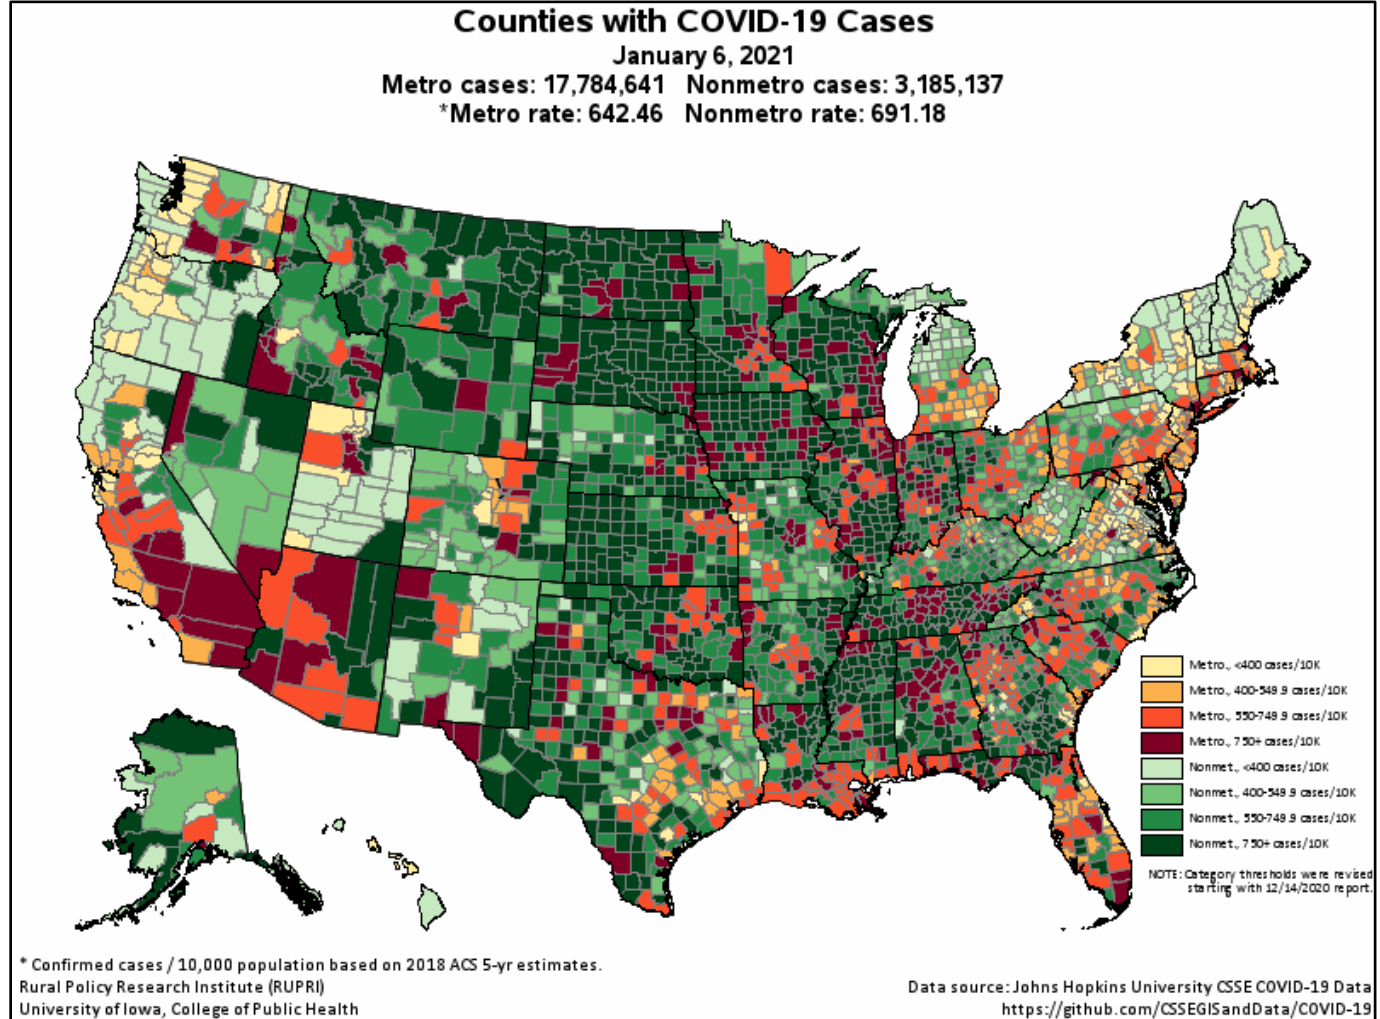 Counties with COVID-19 Cases
January 6, 2021
Metro cases: 17,784,641 Nonmetro cases: 3,185,137
*Metro rate: 642.46 Nonmetro rate: 691.18
Metro., <400 cases/10K
Metro., 400-549.9 cases/10K
Metro., 550-749.9 cases/10K
Metro., 750+ cases/10K
Nonmet., <400 cases/10K
Nonmet., 400-549.9 cases/10K
Nonmet., 550-749.9 cases/10K
Nonmet., 750+ cases/10K
NOTE: Category thresholds were revised
starting with 12/14/2020 report.
* Confirmed cases / 10,000 population based on 2018 ACS 5-yr estimates.
Rural Policy Research Institute (RUPRI)
University of Iowa, College of Public Health
Data source: Johns Hopkins University CSSE COVID-19 Data
https://github.com/CSSEGISandData/COVID-19